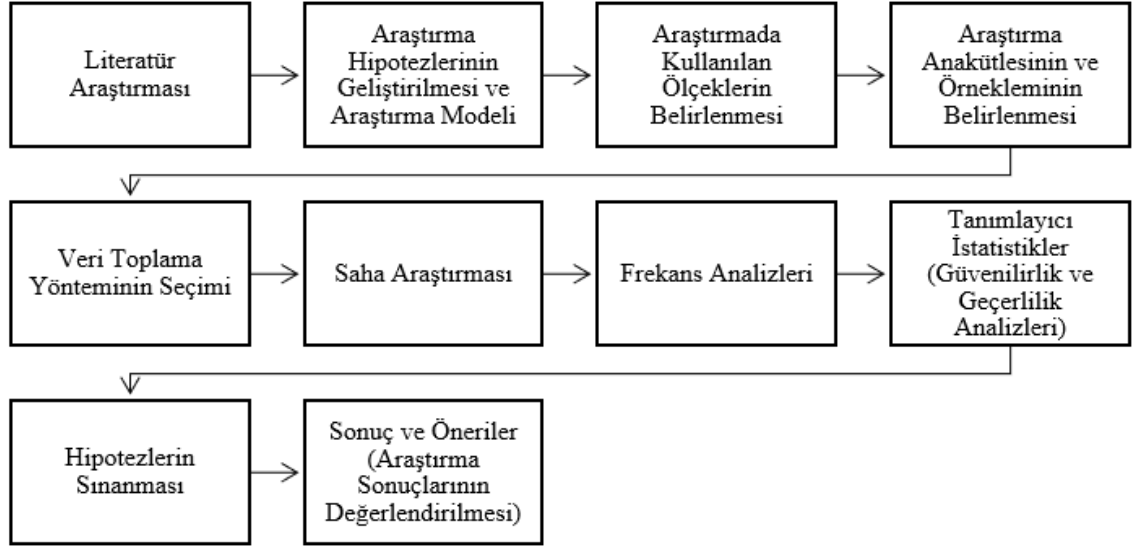 Literatür
Araştırması
Araştırma
Hipotezlerinin
Geliştirilmesi ve
Araştırma Modeli
Araştırmada
Kullanılan
Ölçeklerin
Belirlenmesi
Araştırma
Anakütlesinin ve
Örnekleminin
Belirlenmesi
Veri Toplama
Yönteminin Seçimi
Saha Araştırması
Frekans Analizleri
Tanımlayıcı
İstatistikler
(Güvenilirlik ve
Geçerlilik
Analizleri)
Hipotezlerin
Sınanması
Sonuç ve Öneriler
(Araştırma
Sonuçlarının
Değerlendirilmesi)